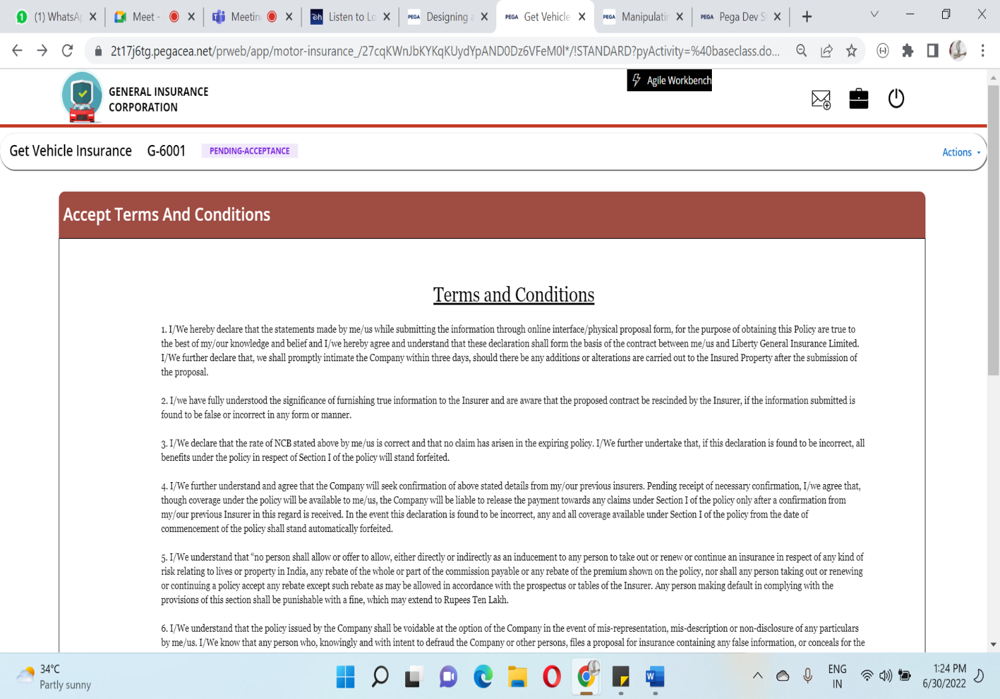 (1) WhatsA
Meet -
Meetin
Listen to Lo
PEGA Designing a
PEGA Get Vehicle
PEGA Manipulatin
PEGA Pega Dev S
2t17j6tg.pegacea.net/prweb/app/motor-insurance_/27cqKWnJbKYKqKUydYpAND0Dz6VFeM0l*/!STANDARD?pyActivity=%40baseclass.do...
GENERAL INSURANCE
CORPORATION
Agile Workbench
Get Vehicle Insurance G-6001 PENDING-ACCEPTANCE
Actions
Accept Terms And Conditions
Terms and Conditions
1. I/We hereby declare that the statements made by me/us while submitting the information through online interface/physical proposal form, for the purpose of obtaining this Policy are true to
the best of my/our knowledge and belief and I/we hereby agree and understand that these declaration shall form the basis of the contract between me/us and Liberty General Insurance Limited.
I/We further declare that, we shall promptly intimate the Company within three days, should there be any additions or alterations are carried out to the Insured Property after the submission of
the proposal.
2. I/we have fully understood the significance of furnishing true information to the Insurer and are aware that the proposed contract be rescinded by the Insurer, if the information submitted is
found to be false or incorrect in any form or manner.
3. I/We declare that the rate of NCB stated above by me/us is correct and that no claim has arisen in the expiring policy. I/We further undertake that, if this declaration is found to be incorrect, all
benefits under the policy in respect of Section I of the policy will stand forfeited.
4. I/We further understand and agree that the Company will seek confirmation of above stated details from my/our previous insurers. Pending receipt of necessary confirmation, I/we agree that,
though coverage under the policy will be available to me/us, the Company will be liable to release the payment towards any claims under Section I of the policy only after a confirmation from
my/our previous Insurer in this regard is received. In the event this declaration is found to be incorrect, any and all coverage available under Section I of the policy from the date of
commencement of the policy shall stand automatically forfeited.
5. I/We understand that “no person shall allow or offer to allow, either directly or indirectly as an inducement to any person to take out or renew or continue an insurance in respect of any kind of
risk relating to lives or property in India, any rebate of the whole or part of the commission payable or any rebate of the premium shown on the policy, nor shall any person taking out or renewing
or continuing a policy accept any rebate except such rebate as may be allowed in accordance with the prospectus or tables of the Insurer. Any person making default in complying with the
provisions of this section shall be punishable with a fine, which may extend to Rupees Ten Lakh.
6. I/We understand that the policy issued by the Company shall be voidable at the option of the Company in the event of mis-representation, mis-description or non-disclosure of any particulars
by me/us. I/We know that any person who, knowingly and with intent to defraud the Company or other persons, files a proposal for insurance containing any false information, or conceals for the
34°C
Partly sunny
ENG
IN
1:24 PM
6/30/2022